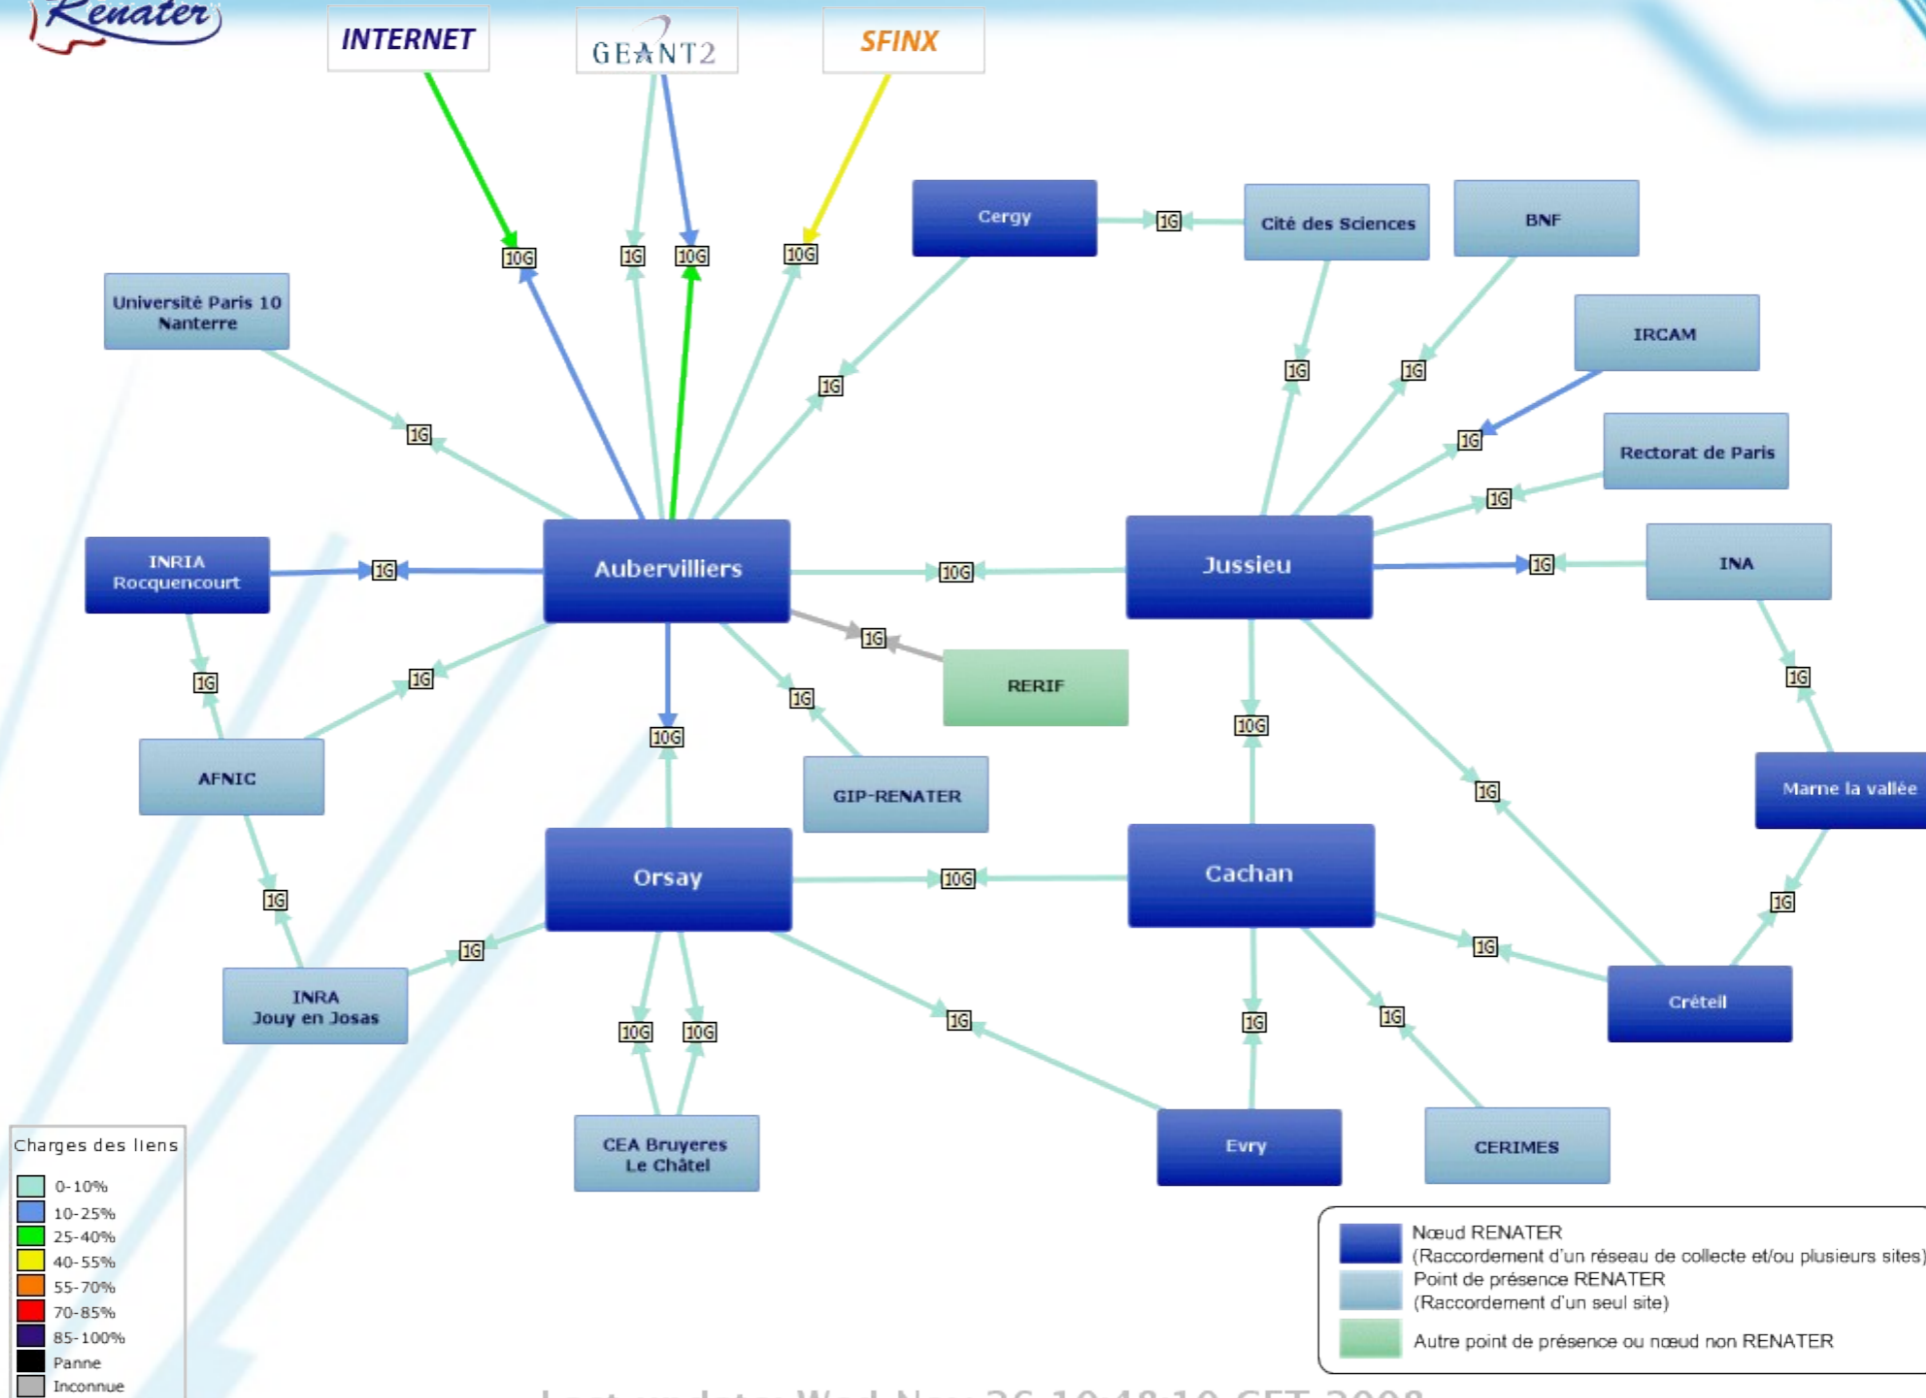 Renater
INTERNET
GEANT2
SFINX
Cergy
1G
Cité des Sciences
BNF
10G
1G
10G
10G
Université Paris 10
Nanterre
IRCAM
1G
1G
1G
1G
1G
Rectorat de Paris
1G
INRIA
Rocquencourt
1G
Aubervilliers
10G
Jussieu
1G
INA
1G
RERIF
1G
1G
1G
1G
10G
10G
AFNIC
GIP-RENATER
1G
Marne la vallée
Orsay
10G
Cachan
1G
1G
1G
1G
INRA
Jouy en Josas
Créteil
10G
10G
1G
1G
1G
CEA Bruyeres
Le Châtel
Evry
CERIMES
Charges des liens
0-10%
10-25%
25-40%
40-55%
55-70%
70-85%
85-100%
Panne
Inconnue
Nœud RENATER
(Raccordement d'un réseau de collecte et/ou plusieurs sites)
Point de présence RENATER
(Raccordement d'un seul site)
Autre point de présence ou nœud non RENATER